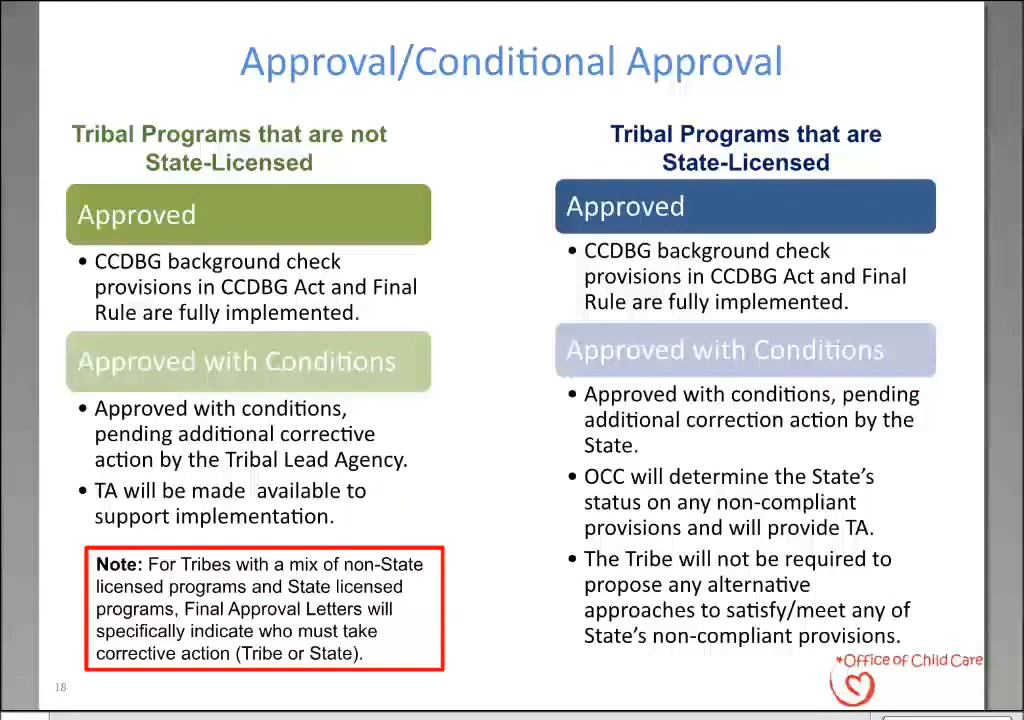 Approval/Conditional Approval
Tribal Programs that are not
State-Licensed
Approved
• CCDBG background check
provisions in CCDBG Act and Final
Rule are fully implemented.
Approved with Conditions
• Approved with conditions,
pending additional corrective
action by the Tribal Lead Agency.
• TA will be made available to
support implementation.
Note: For Tribes with a mix of non-State
licensed programs and State licensed
programs, Final Approval Letters will
specifically indicate who must take
corrective action (Tribe or State).
Tribal Programs that are
State-Licensed
Approved
• CCDBG background check
provisions in CCDBG Act and Final
Rule are fully implemented.
Approved with Conditions
• Approved with conditions, pending
additional correction action by the
State.
• OCC will determine the State's
status on any non-compliant
provisions and will provide TA.
• The Tribe will not be required to
propose any alternative
approaches to satisfy/meet any of
State's non-compliant provisions.
Office of Child Care
18